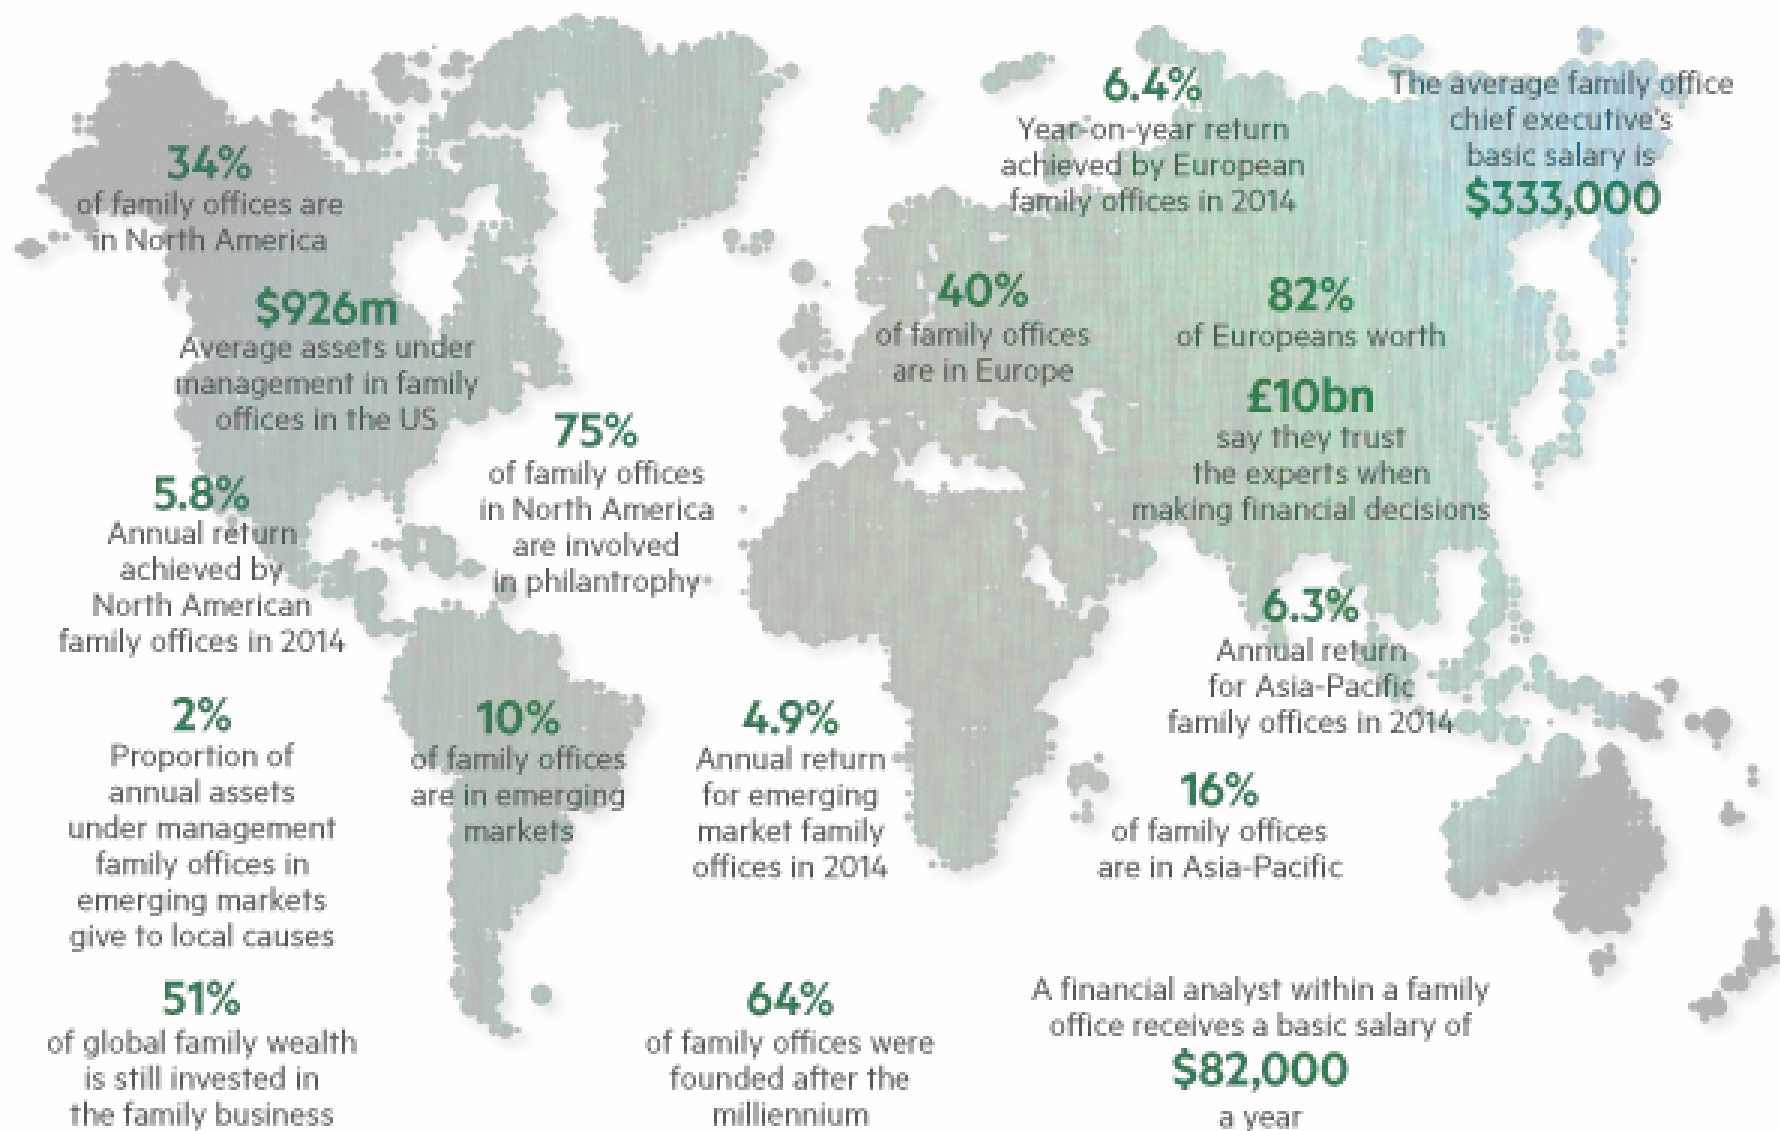 34%
of family offices are
in North America
$926m
Average assets under
management in family
offices in the US
75%
of family offices
in North America
are involved
in philantrophy
5.8%
Annual return
achieved by
North American
family offices in 2014
2%
Proportion of
annual assets
under management
family offices in
emerging markets
give to local causes
51%
of global family wealth
is still invested in
the family business
10%
of family offices
are in emerging
markets
4.9%
Annual return
for emerging
market family
offices in 2014
64%
of family offices were
founded after the
milliennium
6.4%
Year-on-year return
achieved by European
family offices in 2014
The average family office
chief executive's
basic salary is
$333,000
40%
of family offices
are in Europe
82%
of Europeans worth
£10bn
say they trust
the experts when
making financial decisions
6.3%
Annual return
for Asia-Pacific
family offices in 2014
16%
of family offices
are in Asia-Pacific
A financial analyst within a family
office receives a basic salary of
$82,000
a year